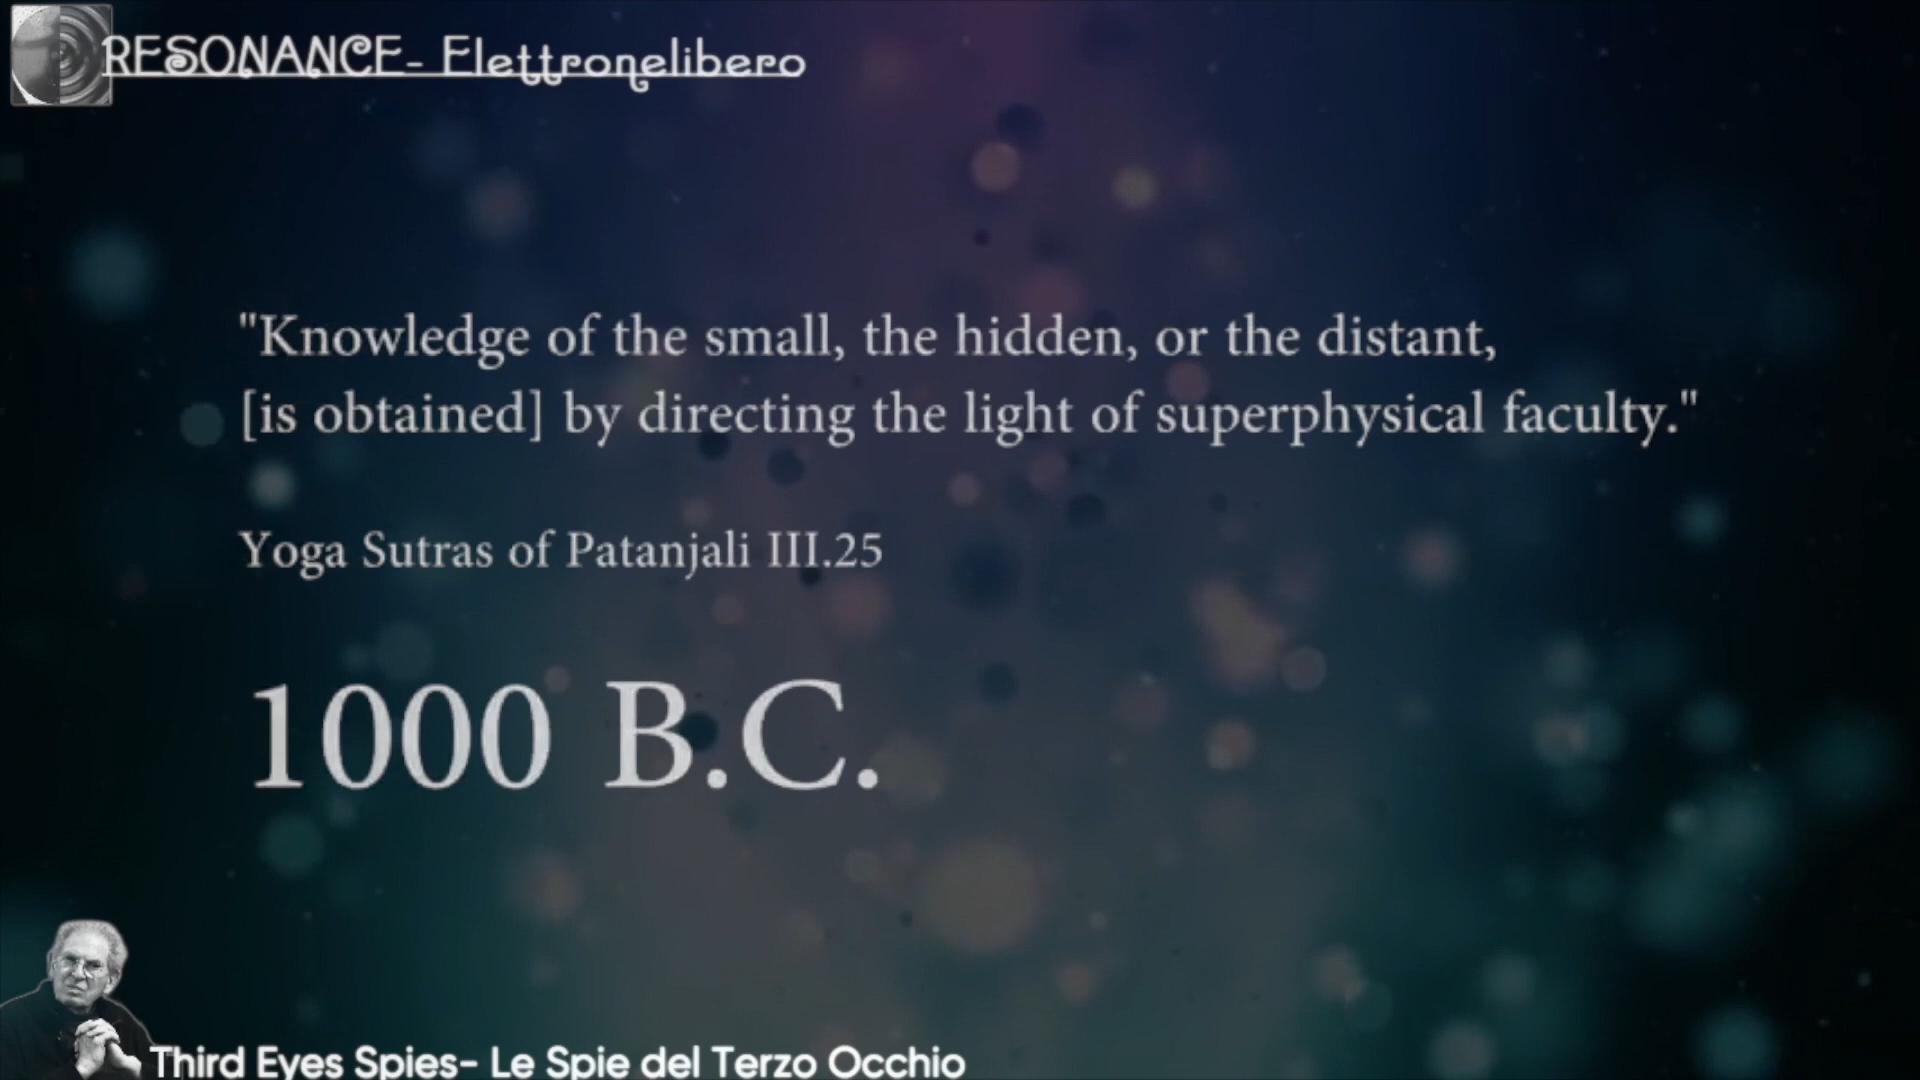 RESONANCE- Elettronelibero
"Knowledge of the small, the hidden, or the distant,
[is obtained] by directing the light of superphysical faculty."
Yoga Sutras of Patanjali III.25
1000 B.C.
Third Eyes Spies- Le Spie del Terzo Occhio